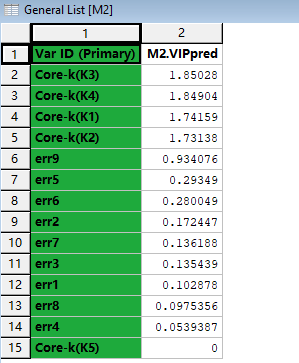 General List [M2]
1 2
1 Var ID (Primary) M2.VIPpred
2 Core-k(K3) 1.85028
3 Core-k(K4) 1.84904
4 Core-k(K1) 1.74159
5 Core-k(K2) 1.73138
6 err9 0.934076
7 err5 0.29349
8 err6 0.280049
9 err2 0.172447
10 err7 0.136188
11 err3 0.135439
12 err1 0.102878
13 err8 0.0975356
14 err4 0.0539387
15 Core-k(K5) 0